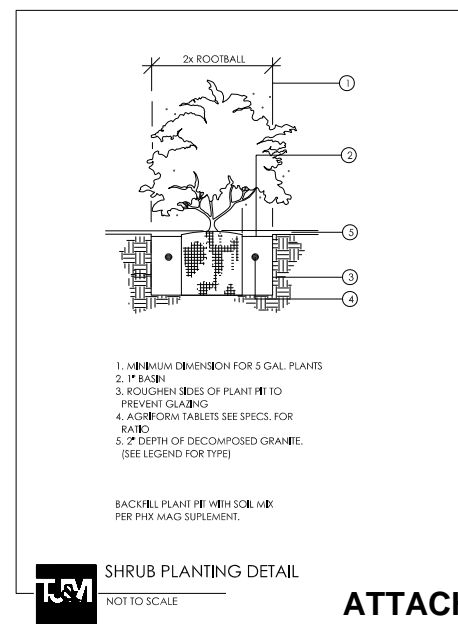 2x ROOTBALL
1
2
5
3
4
1. MINIMUM DIMENSION FOR 5 GAL. PLANTS
2. 1" BASIN
3. ROUGHEN SIDES OF PLANT PIT TO
PREVENT GLAZING
4. AGRIFORM TABLETS SEE SPECS. FOR
RATIO
5. 2" DEPTH OF DECOMPOSED GRANITE.
(SEE LEGEND FOR TYPE)
BACKFILL PLANT PIT WITH SOIL MIX
PER PHX MAG SUPLEMENT.
T.J&M
SHRUB PLANTING DETAIL
NOT TO SCALE
ATTACH